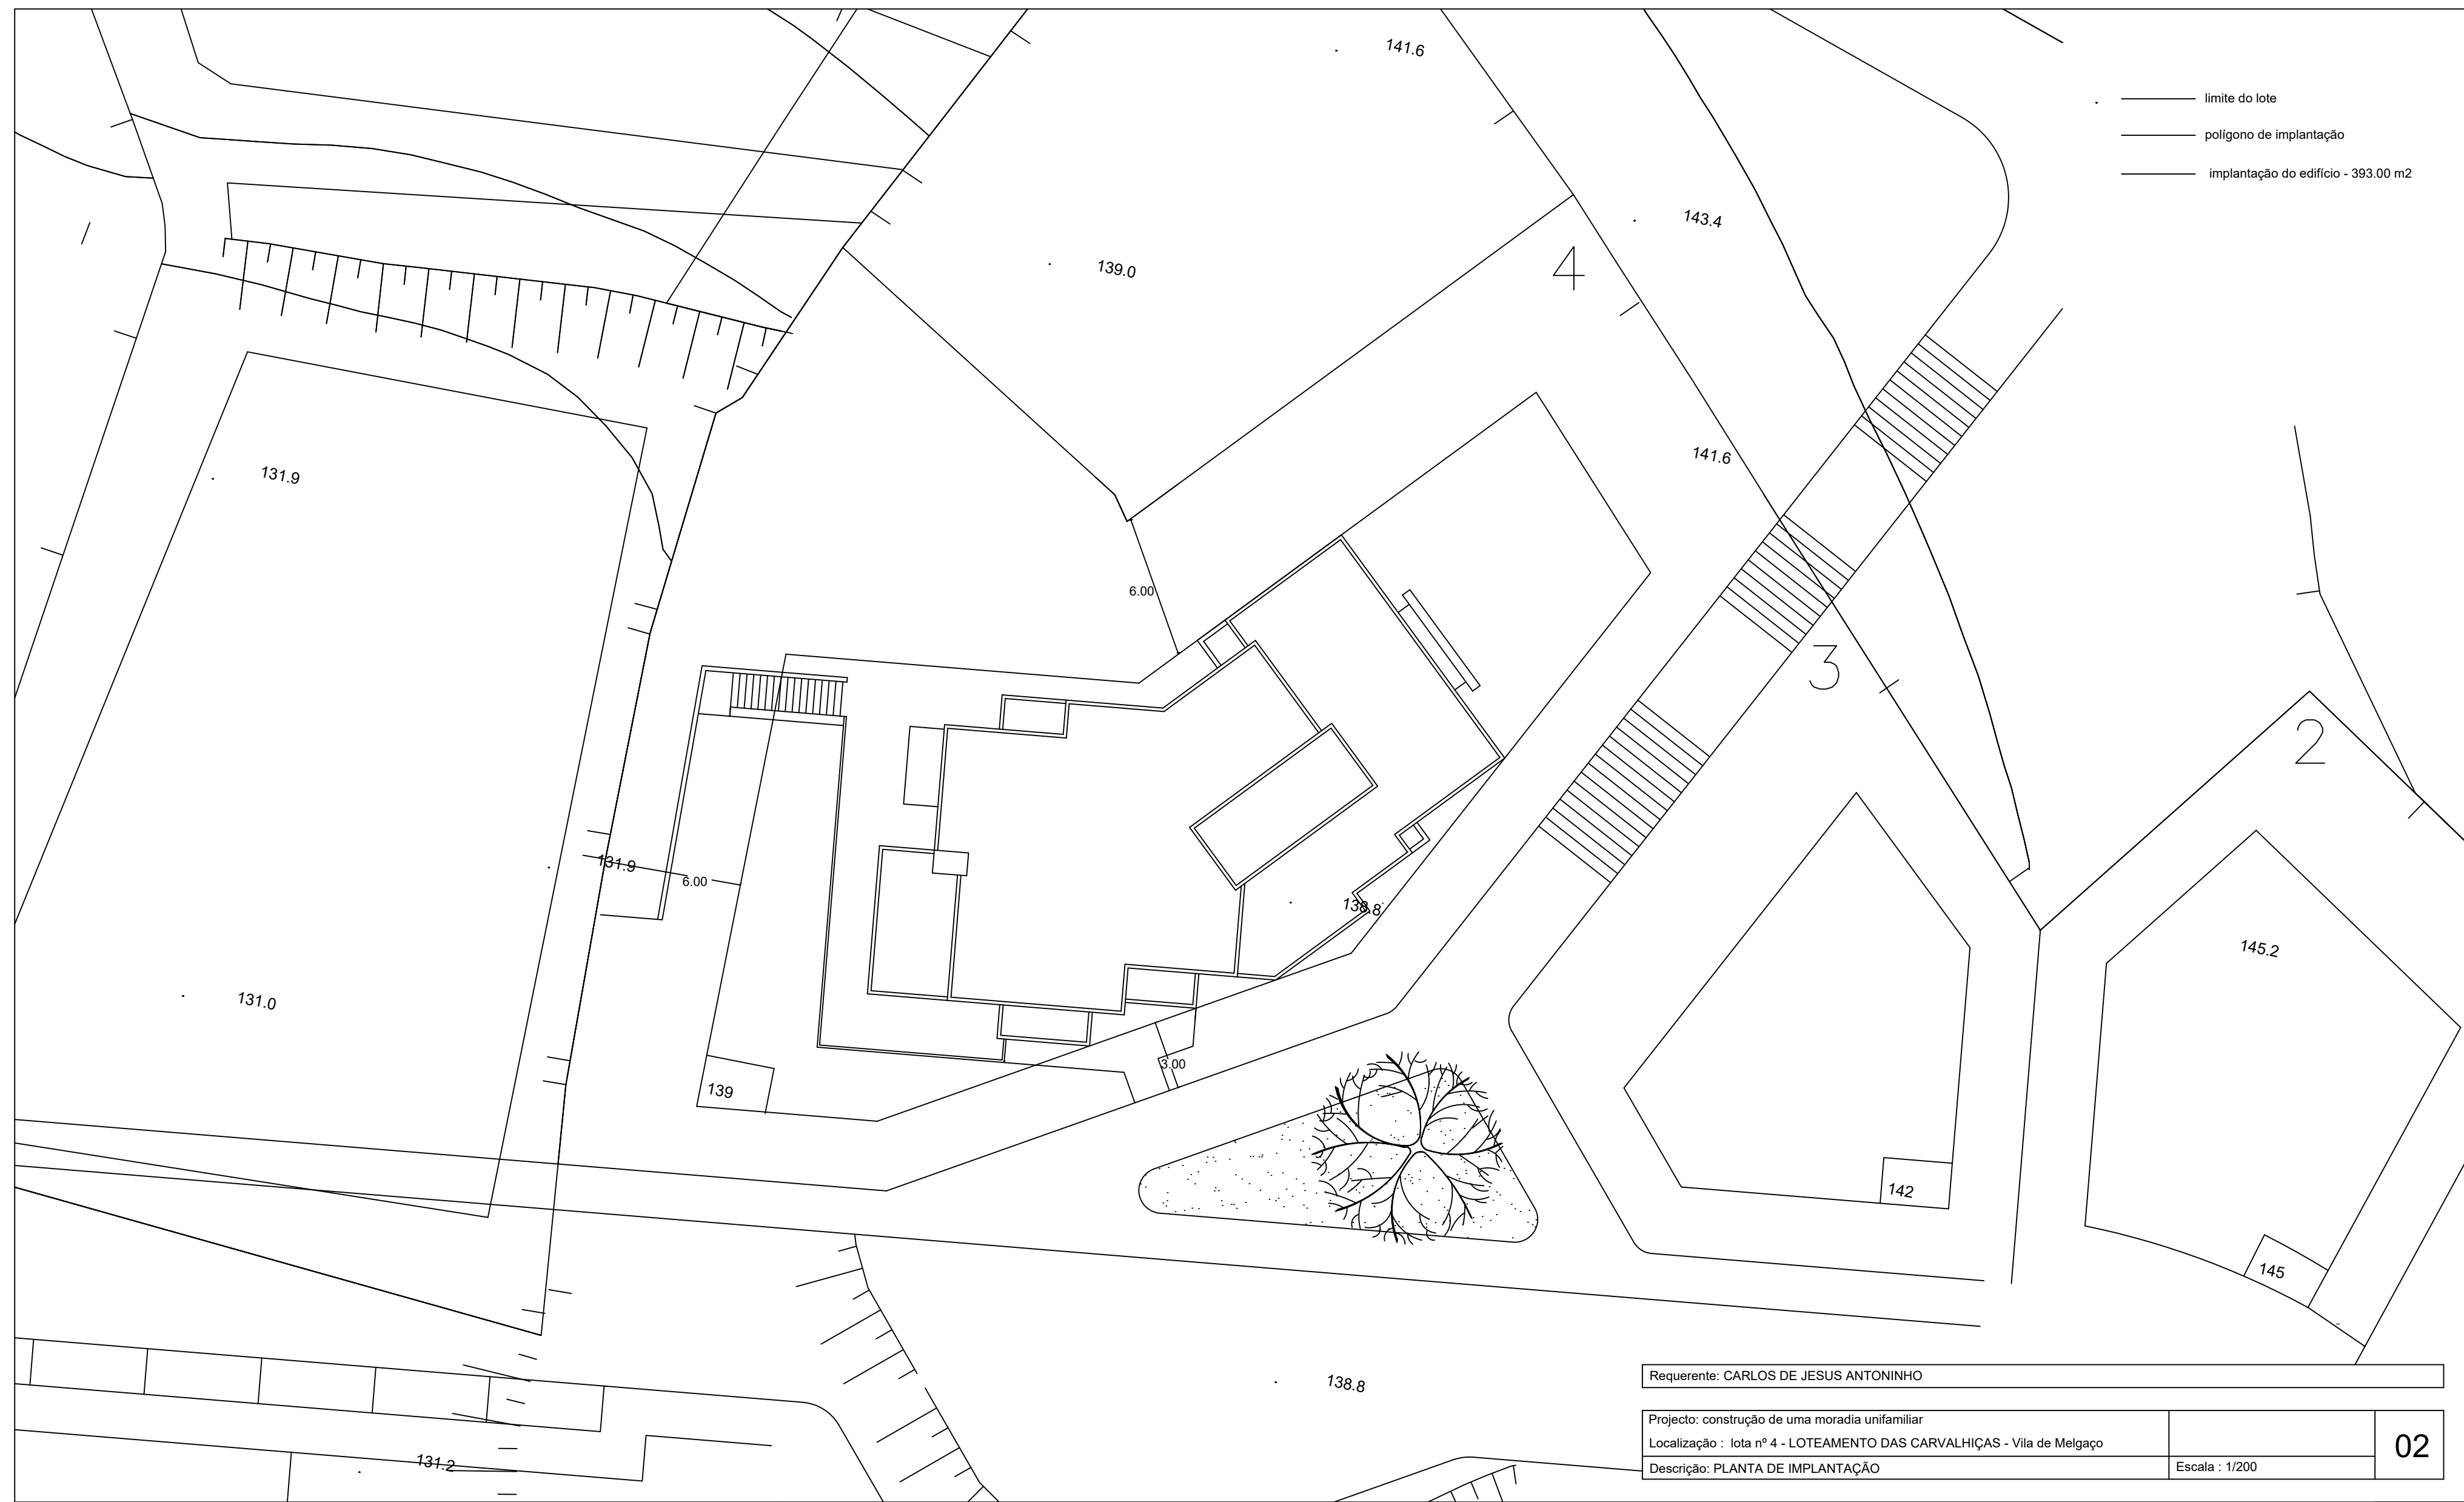 141.6
limite do lote
polígono de implantação
implantação do edifício - 393.00 m2
143.4
139.0
4
141.6
131.9
6.00
3
2
131.9
6.00
138.8
145.2
131.0
3.00
139
142
145
138.8
131.2
Requerente: CARLOS DE JESUS ANTONINHO
Projecto: construção de uma moradia unifamiliar
Localização : lota nº 4 - LOTEAMENTO DAS CARVALHIÇAS - Vila de Melgaço
02
Descrição: PLANTA DE IMPLANTAÇÃO
Escala : 1/200